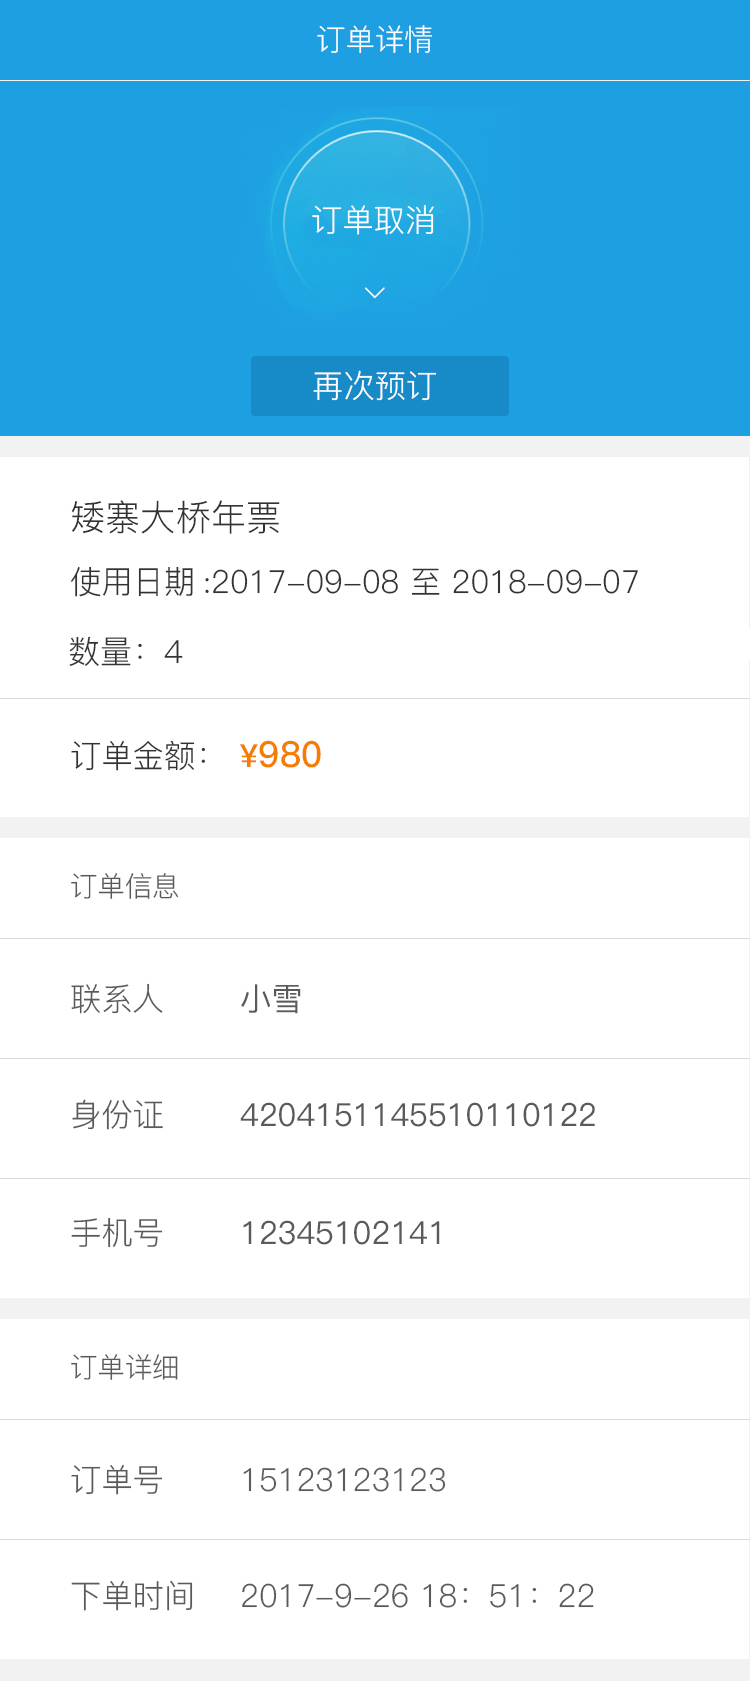 订单详情
订单取消
再次预订
矮寨大桥年票
使用日期:2017-09-08 至 2018-09-07
数量：4
订单金额： ¥980
订单信息
联系人 小雪
身份证 4204151145510110122
手机号 12345102141
订单详细
订单号 15123123123
下单时间 2017-9-26 18：51：22